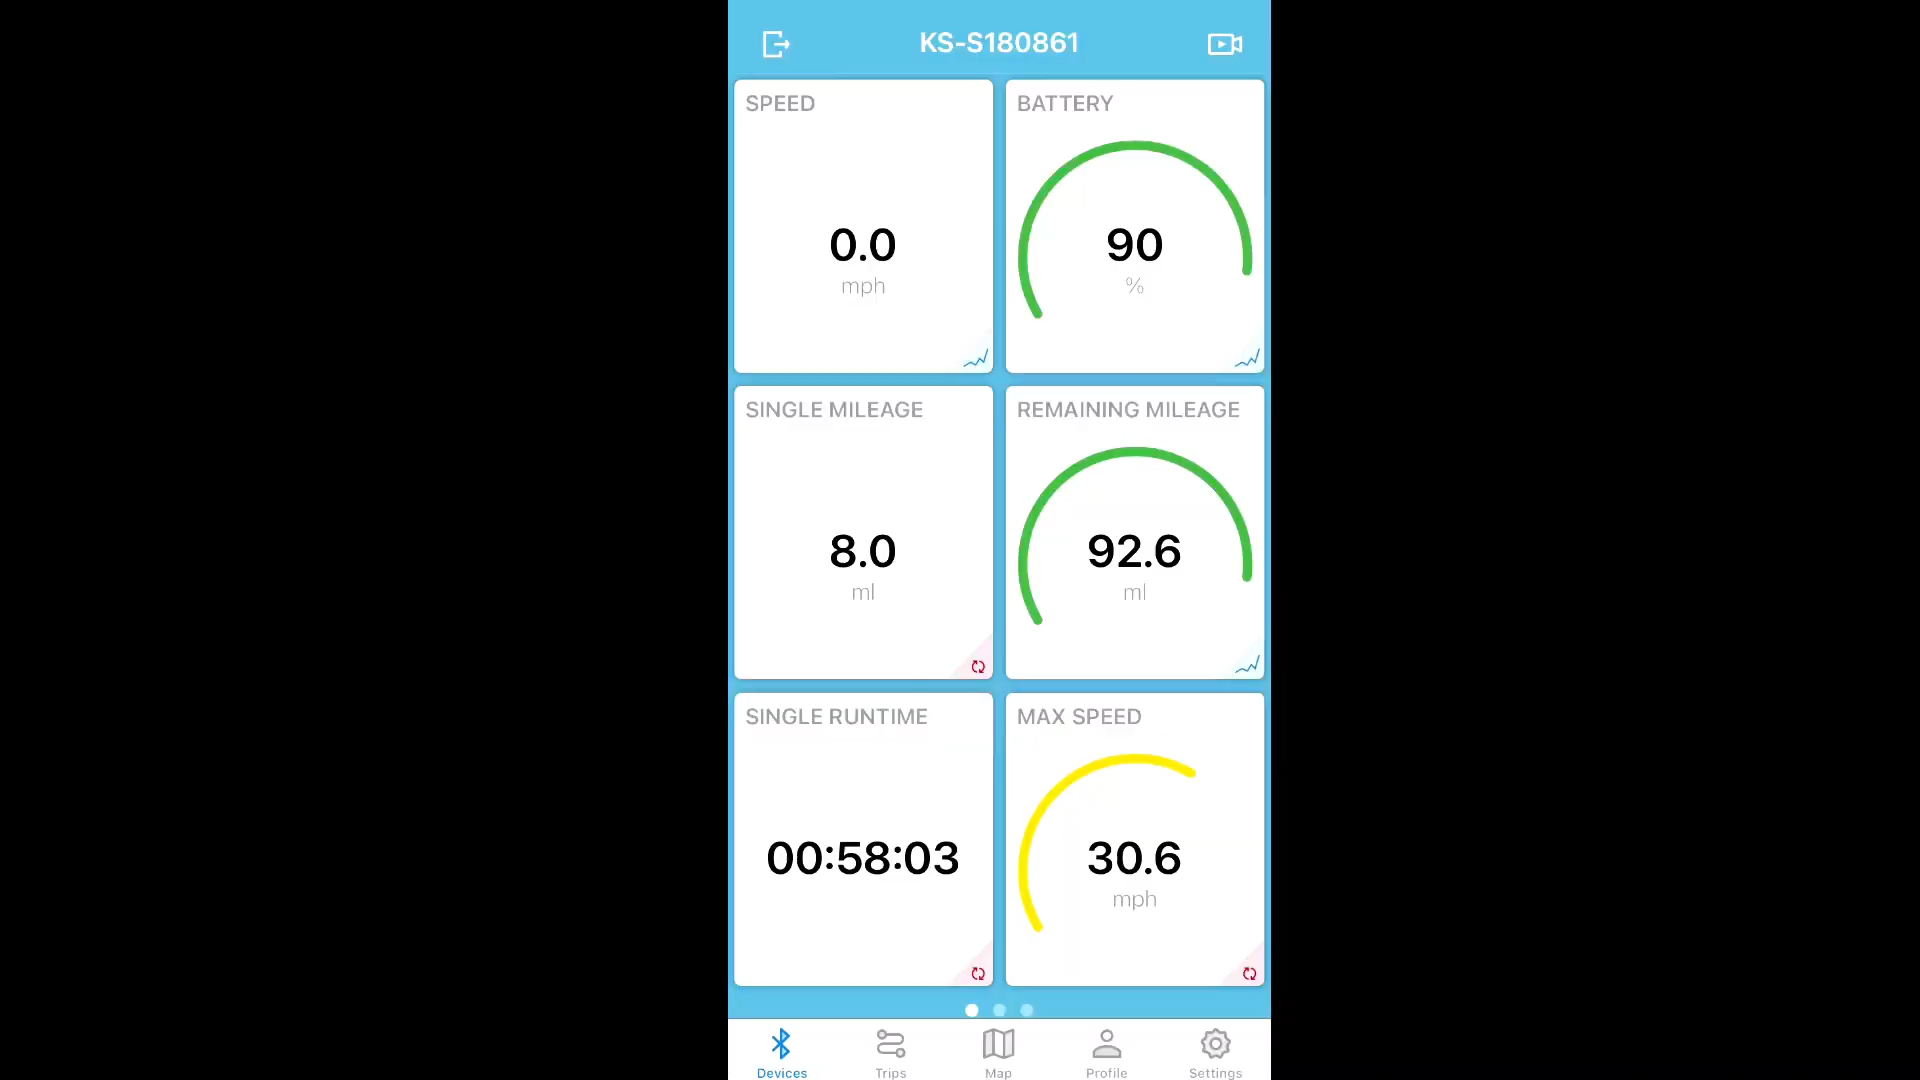 KS-S180861
SPEED
0.0
mph
BATTERY
90
%
SINGLE MILEAGE
8.0
ml
REMAINING MILEAGE
92.6
ml
SINGLE RUNTIME
00:58:03
MAX SPEED
30.6
mph
Devices
Trips
Map
Profile
Settings